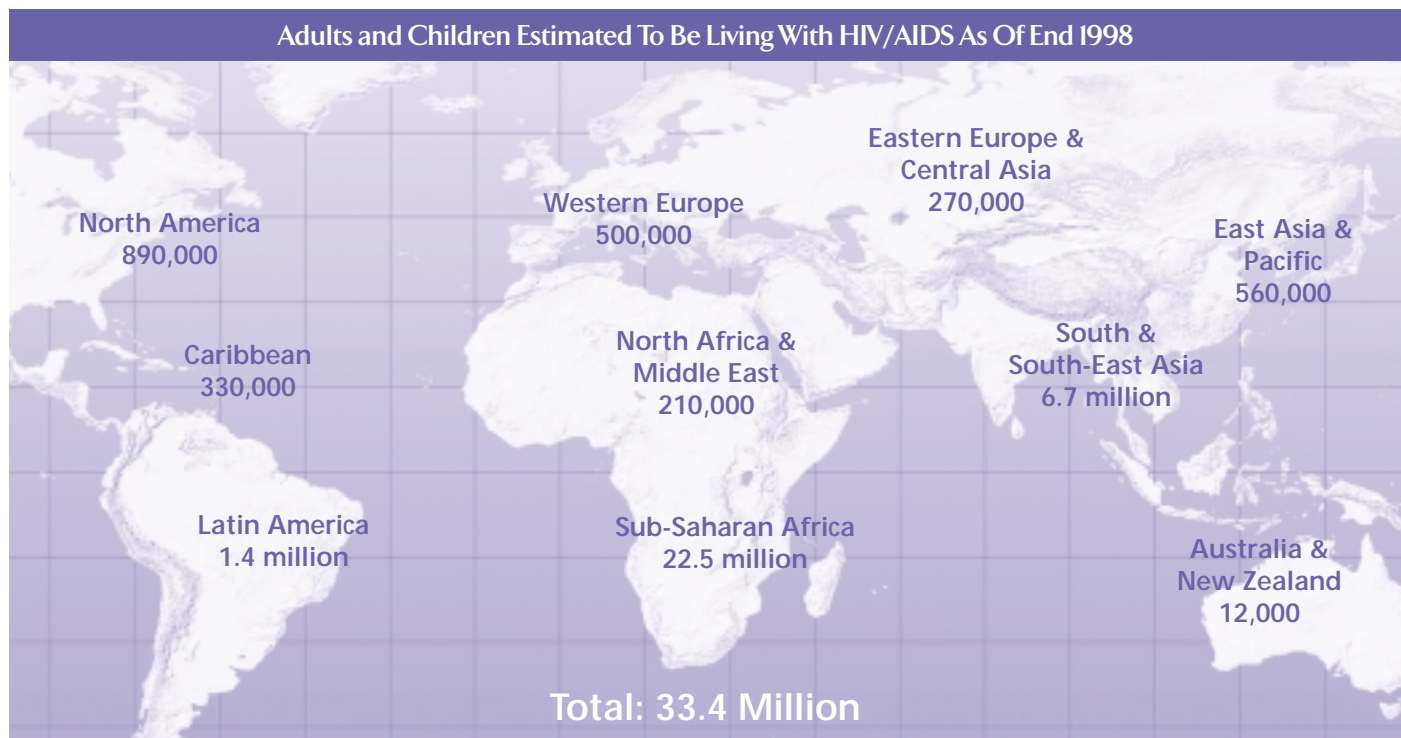 Adults and Children Estimated To Be Living With HIV/AIDS As Of End 1998
North America
890,000
Caribbean
330,000
Latin America
1.4 million
Western Europe
500,000
North Africa &
Middle East
210,000
Sub-Saharan Africa
22.5 million
Eastern Europe &
Central Asia
270,000
East Asia &
Pacific
560,000
South &
South-East Asia
6.7 million
Australia &
New Zealand
12,000
Total: 33.4 Million